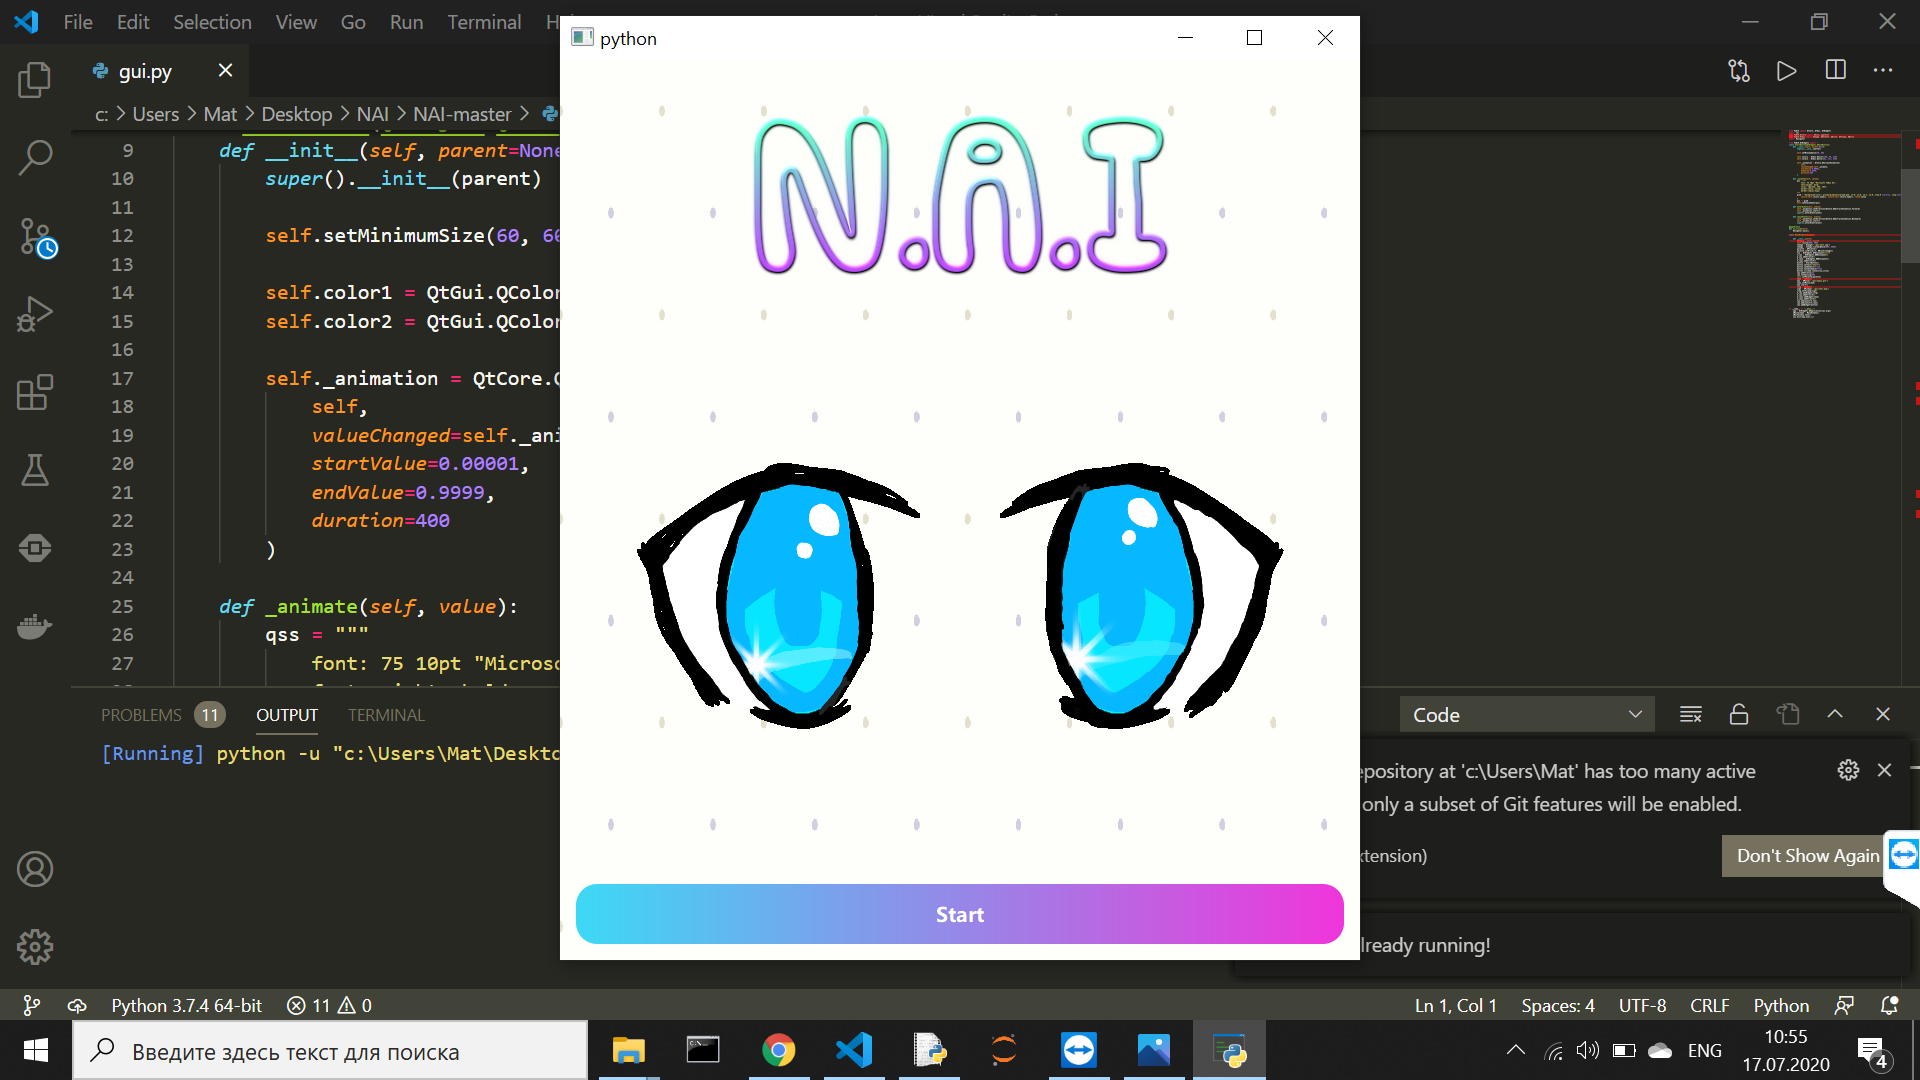 File Edit Selection View Go Run Terminal
python
gui.py
c: > Users > Mat > Desktop > NAI > NAI-master >
N.A.I
9 def __init__(self, parent=None
10 super().__init__(parent)
11
12 self.setMinimumSize(60, 60
13
14 self.color1 = QtGui.QColor
15 self.color2 = QtGui.QColor
16
17 self._animation = QtCore.
18 self,
19 valueChanged=self._ani
20 startValue=0.00001,
21 endValue=0.9999,
22 duration=400
23 )
24
25 def _animate(self, value):
26 qss = """
27 font: 75 10pt "Microso
PROBLEMS 11 OUTPUT TERMINAL
Code
[Running] python -u "c:\Users\Mat\Deskto
epository at 'c:\Users\Mat' has too many active
only a subset of Git features will be enabled.
xtension)
Don't Show Again
Start
lready running!
Python 3.7.4 64-bit 11 0
Ln 1, Col 1 Spaces: 4 UTF-8 CRLF Python
Введите здесь текст для поиска
ENG
10:55
17.07.2020
4